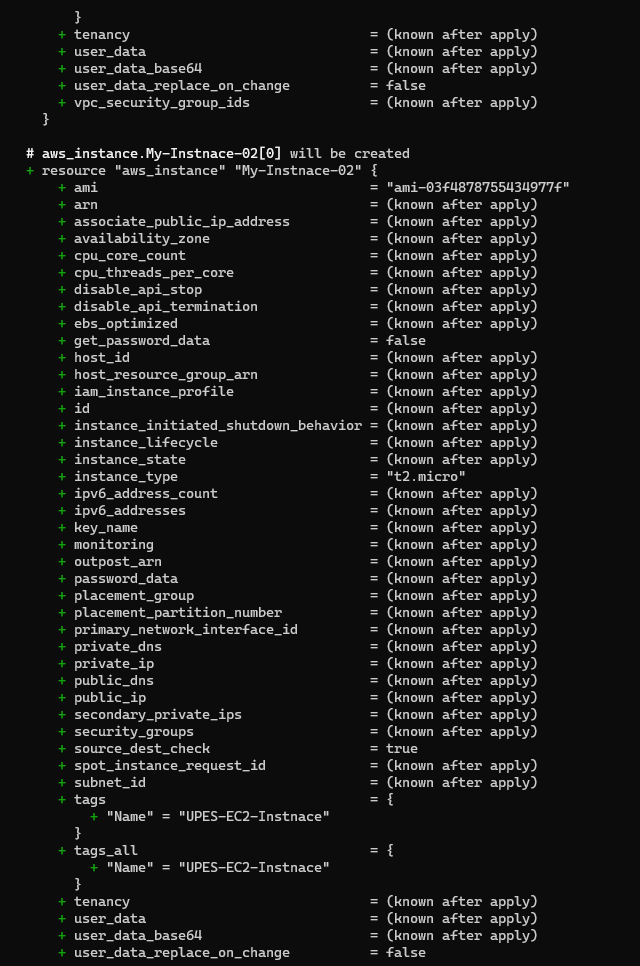 }
      + tenancy                              = (known after apply)
      + user_data                            = (known after apply)
      + user_data_base64                     = (known after apply)
      + user_data_replace_on_change          = false
      + vpc_security_group_ids               = (known after apply)
    }

  # aws_instance.My-Instnace-02[0] will be created
  + resource "aws_instance" "My-Instnace-02" {
      + ami                                  = "ami-03f4878755434977f"
      + arn                                  = (known after apply)
      + associate_public_ip_address          = (known after apply)
      + availability_zone                    = (known after apply)
      + cpu_core_count                       = (known after apply)
      + cpu_threads_per_core                 = (known after apply)
      + disable_api_stop                     = (known after apply)
      + disable_api_termination              = (known after apply)
      + ebs_optimized                        = (known after apply)
      + get_password_data                    = false
      + host_id                              = (known after apply)
      + host_resource_group_arn              = (known after apply)
      + iam_instance_profile                 = (known after apply)
      + id                                   = (known after apply)
      + instance_initiated_shutdown_behavior = (known after apply)
      + instance_lifecycle                   = (known after apply)
      + instance_state                       = (known after apply)
      + instance_type                        = "t2.micro"
      + ipv6_address_count                   = (known after apply)
      + ipv6_addresses                       = (known after apply)
      + key_name                             = (known after apply)
      + monitoring                           = (known after apply)
      + outpost_arn                          = (known after apply)
      + password_data                        = (known after apply)
      + placement_group                      = (known after apply)
      + placement_partition_number           = (known after apply)
      + primary_network_interface_id         = (known after apply)
      + private_dns                          = (known after apply)
      + private_ip                           = (known after apply)
      + public_dns                           = (known after apply)
      + public_ip                            = (known after apply)
      + secondary_private_ips                = (known after apply)
      + security_groups                      = (known after apply)
      + source_dest_check                    = true
      + spot_instance_request_id             = (known after apply)
      + subnet_id                            = (known after apply)
      + tags                                 = {
          + "Name" = "UPES-EC2-Instnace"
        }
      + tags_all                             = {
          + "Name" = "UPES-EC2-Instnace"
        }
      + tenancy                              = (known after apply)
      + user_data                            = (known after apply)
      + user_data_base64                     = (known after apply)
      + user_data_replace_on_change          = false